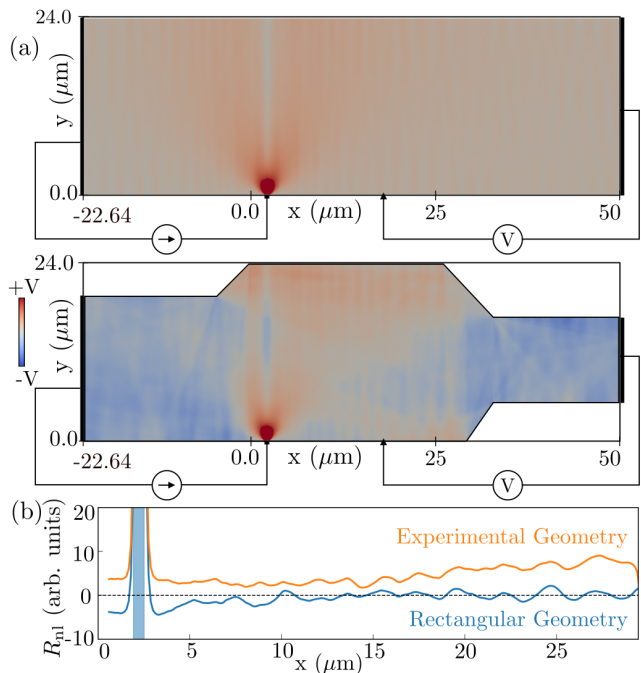 (a)
24.0
y (μm)
0.0
-22.64
0.0
x (μm)
25
50
V
24.0
+V
-V
y (μm)
0.0
-22.64
0.0
x (μm)
25
50
V
(b)
R_nl (arb. units)
20
10
0
-10
Experimental Geometry
Rectangular Geometry
0
5
10
15
20
25
x (μm)